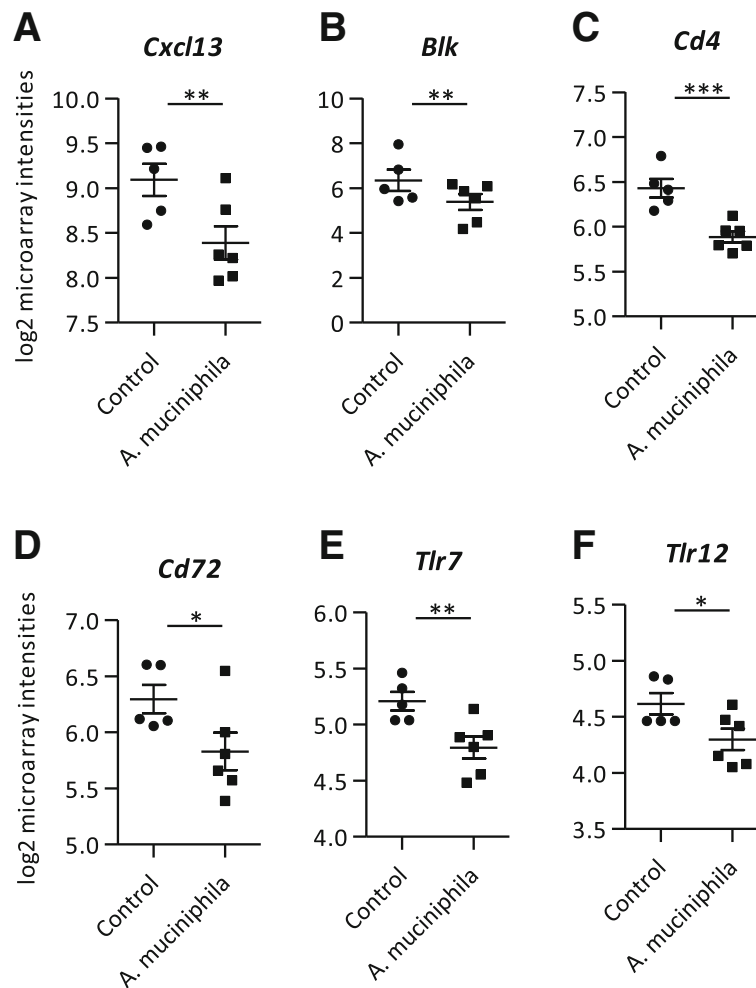 A
Cxcl13
log2 microarray intensities
10.0
9.5
9.0
8.5
8.0
7.5
**
Control
A. muciniphila
B
Blk
10
8
6
4
2
0
**
Control
A. muciniphila
C
Cd4
7.5
7.0
6.5
6.0
5.5
5.0
***
Control
A. muciniphila
D
Cd72
log2 microarray intensities
7.0
6.5
6.0
5.5
5.0
*
Control
A. muciniphila
E
Tlr7
6.0
5.5
5.0
4.5
4.0
**
Control
A. muciniphila
F
Tlr12
5.5
5.0
4.5
4.0
3.5
*
Control
A. muciniphila